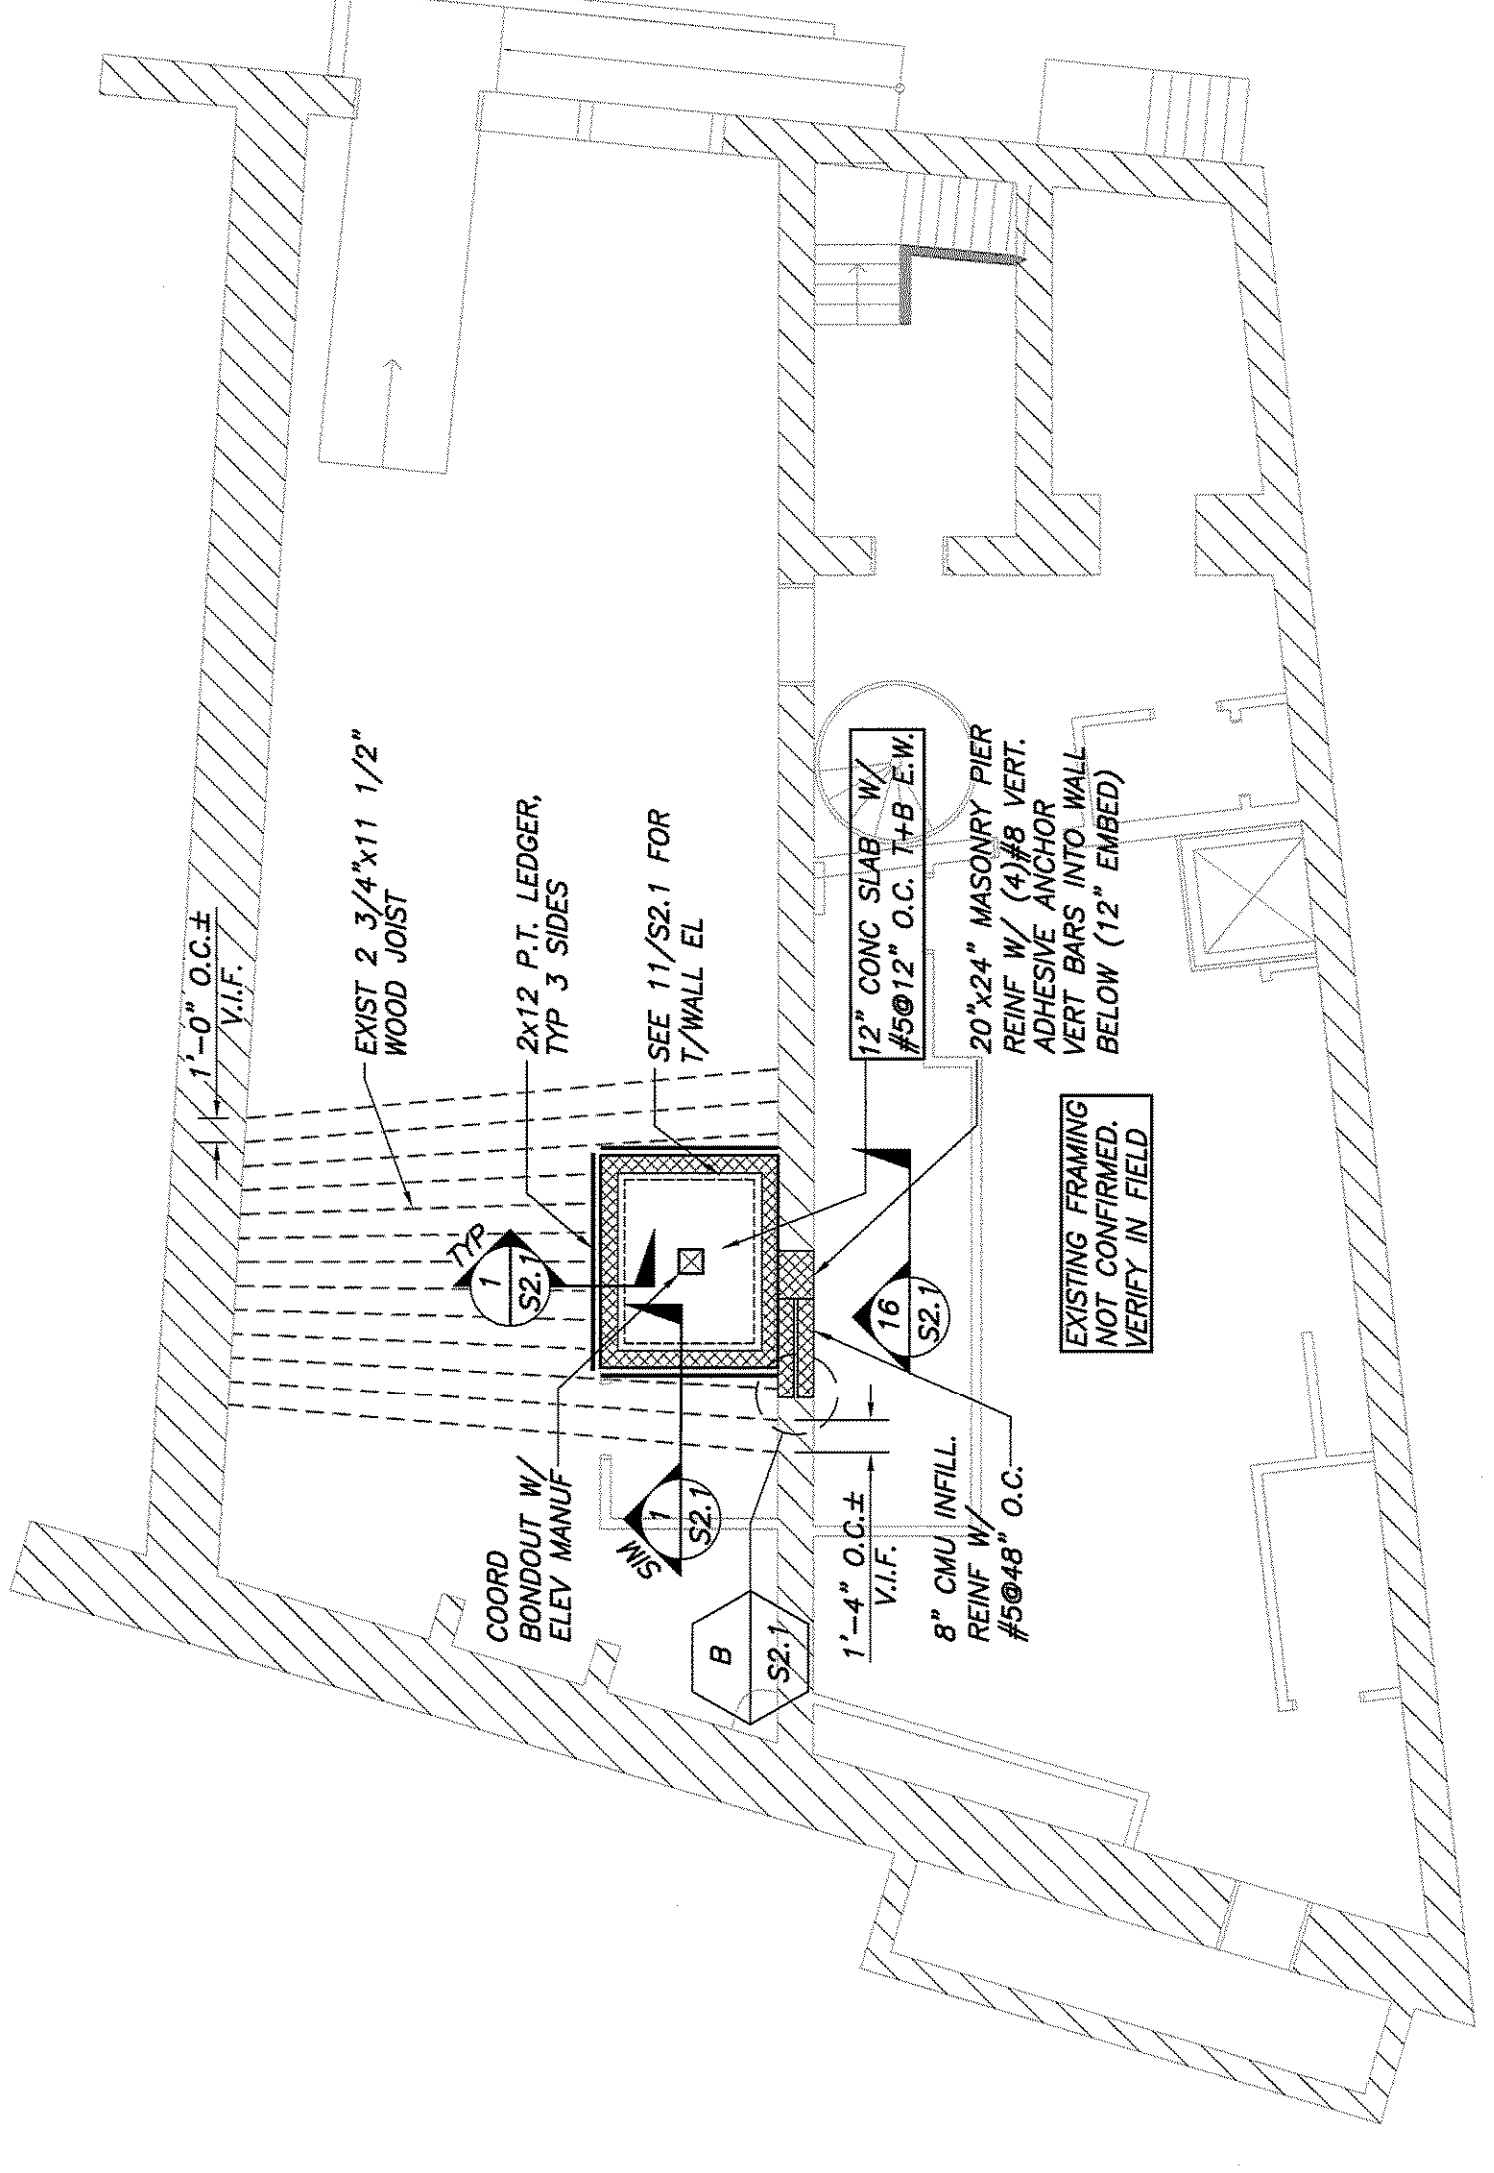 1'-0" O.C.±
V.I.F.
EXIST 2 3/4"x11 1/2"
WOOD JOIST
2x12 P.T. LEDGER,
TYP 3 SIDES
SEE 11/S2.1 FOR
T/WALL EL
12" CONC SLAB W/
#5@12" O.C. T+B E.W.
20"x24" MASONRY PIER
REINF W/ (4)#8 VERT.
ADHESIVE ANCHOR
VERT BARS INTO WALL
BELOW (12" EMBED)
EXISTING FRAMING
NOT CONFIRMED.
VERIFY IN FIELD
TYP
1
S2.1
16
S2.1
SIM
1
S2.1
COORD
BONDOUT W/
ELEV MANUF
B
S2.1
1'-4" O.C.±
V.I.F.
8" CMU INFILL.
REINF W/
#5@48" O.C.